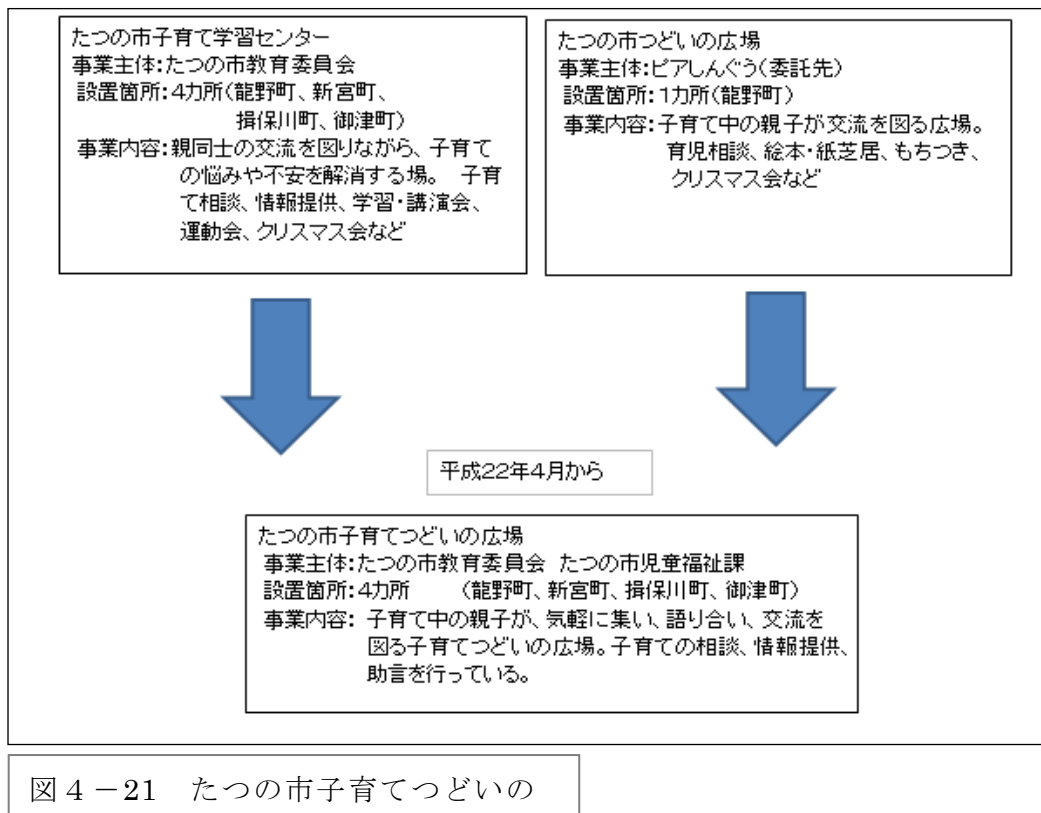 たつの市子育て学習センター
事業主体:たつの市教育委員会
設置箇所:4カ所(龍野町、新宮町、
揖保川町、御津町)
事業内容:親同士の交流を図りながら、子育て
の悩みや不安を解消する場。 子育
て相談、情報提供、学習・講演会、
運動会、クリスマス会など
たつの市つどいの広場
事業主体:ピアしんぐう(委託先)
設置箇所:1カ所(龍野町)
事業内容:子育て中の親子が交流を図る広場。
育児相談、絵本・紙芝居、もちつき、
クリスマス会など
平成22年4月から
たつの市子育てつどいの広場
事業主体:たつの市教育委員会 たつの市児童福祉課
設置箇所:4カ所 (龍野町、新宮町、揖保川町、御津町)
事業内容: 子育て中の親子が、気軽に集い、語り合い、交流を
図る子育てつどいの広場。子育ての相談、情報提供、
助言を行っている。
図4-21 たつの市子育てつどいの